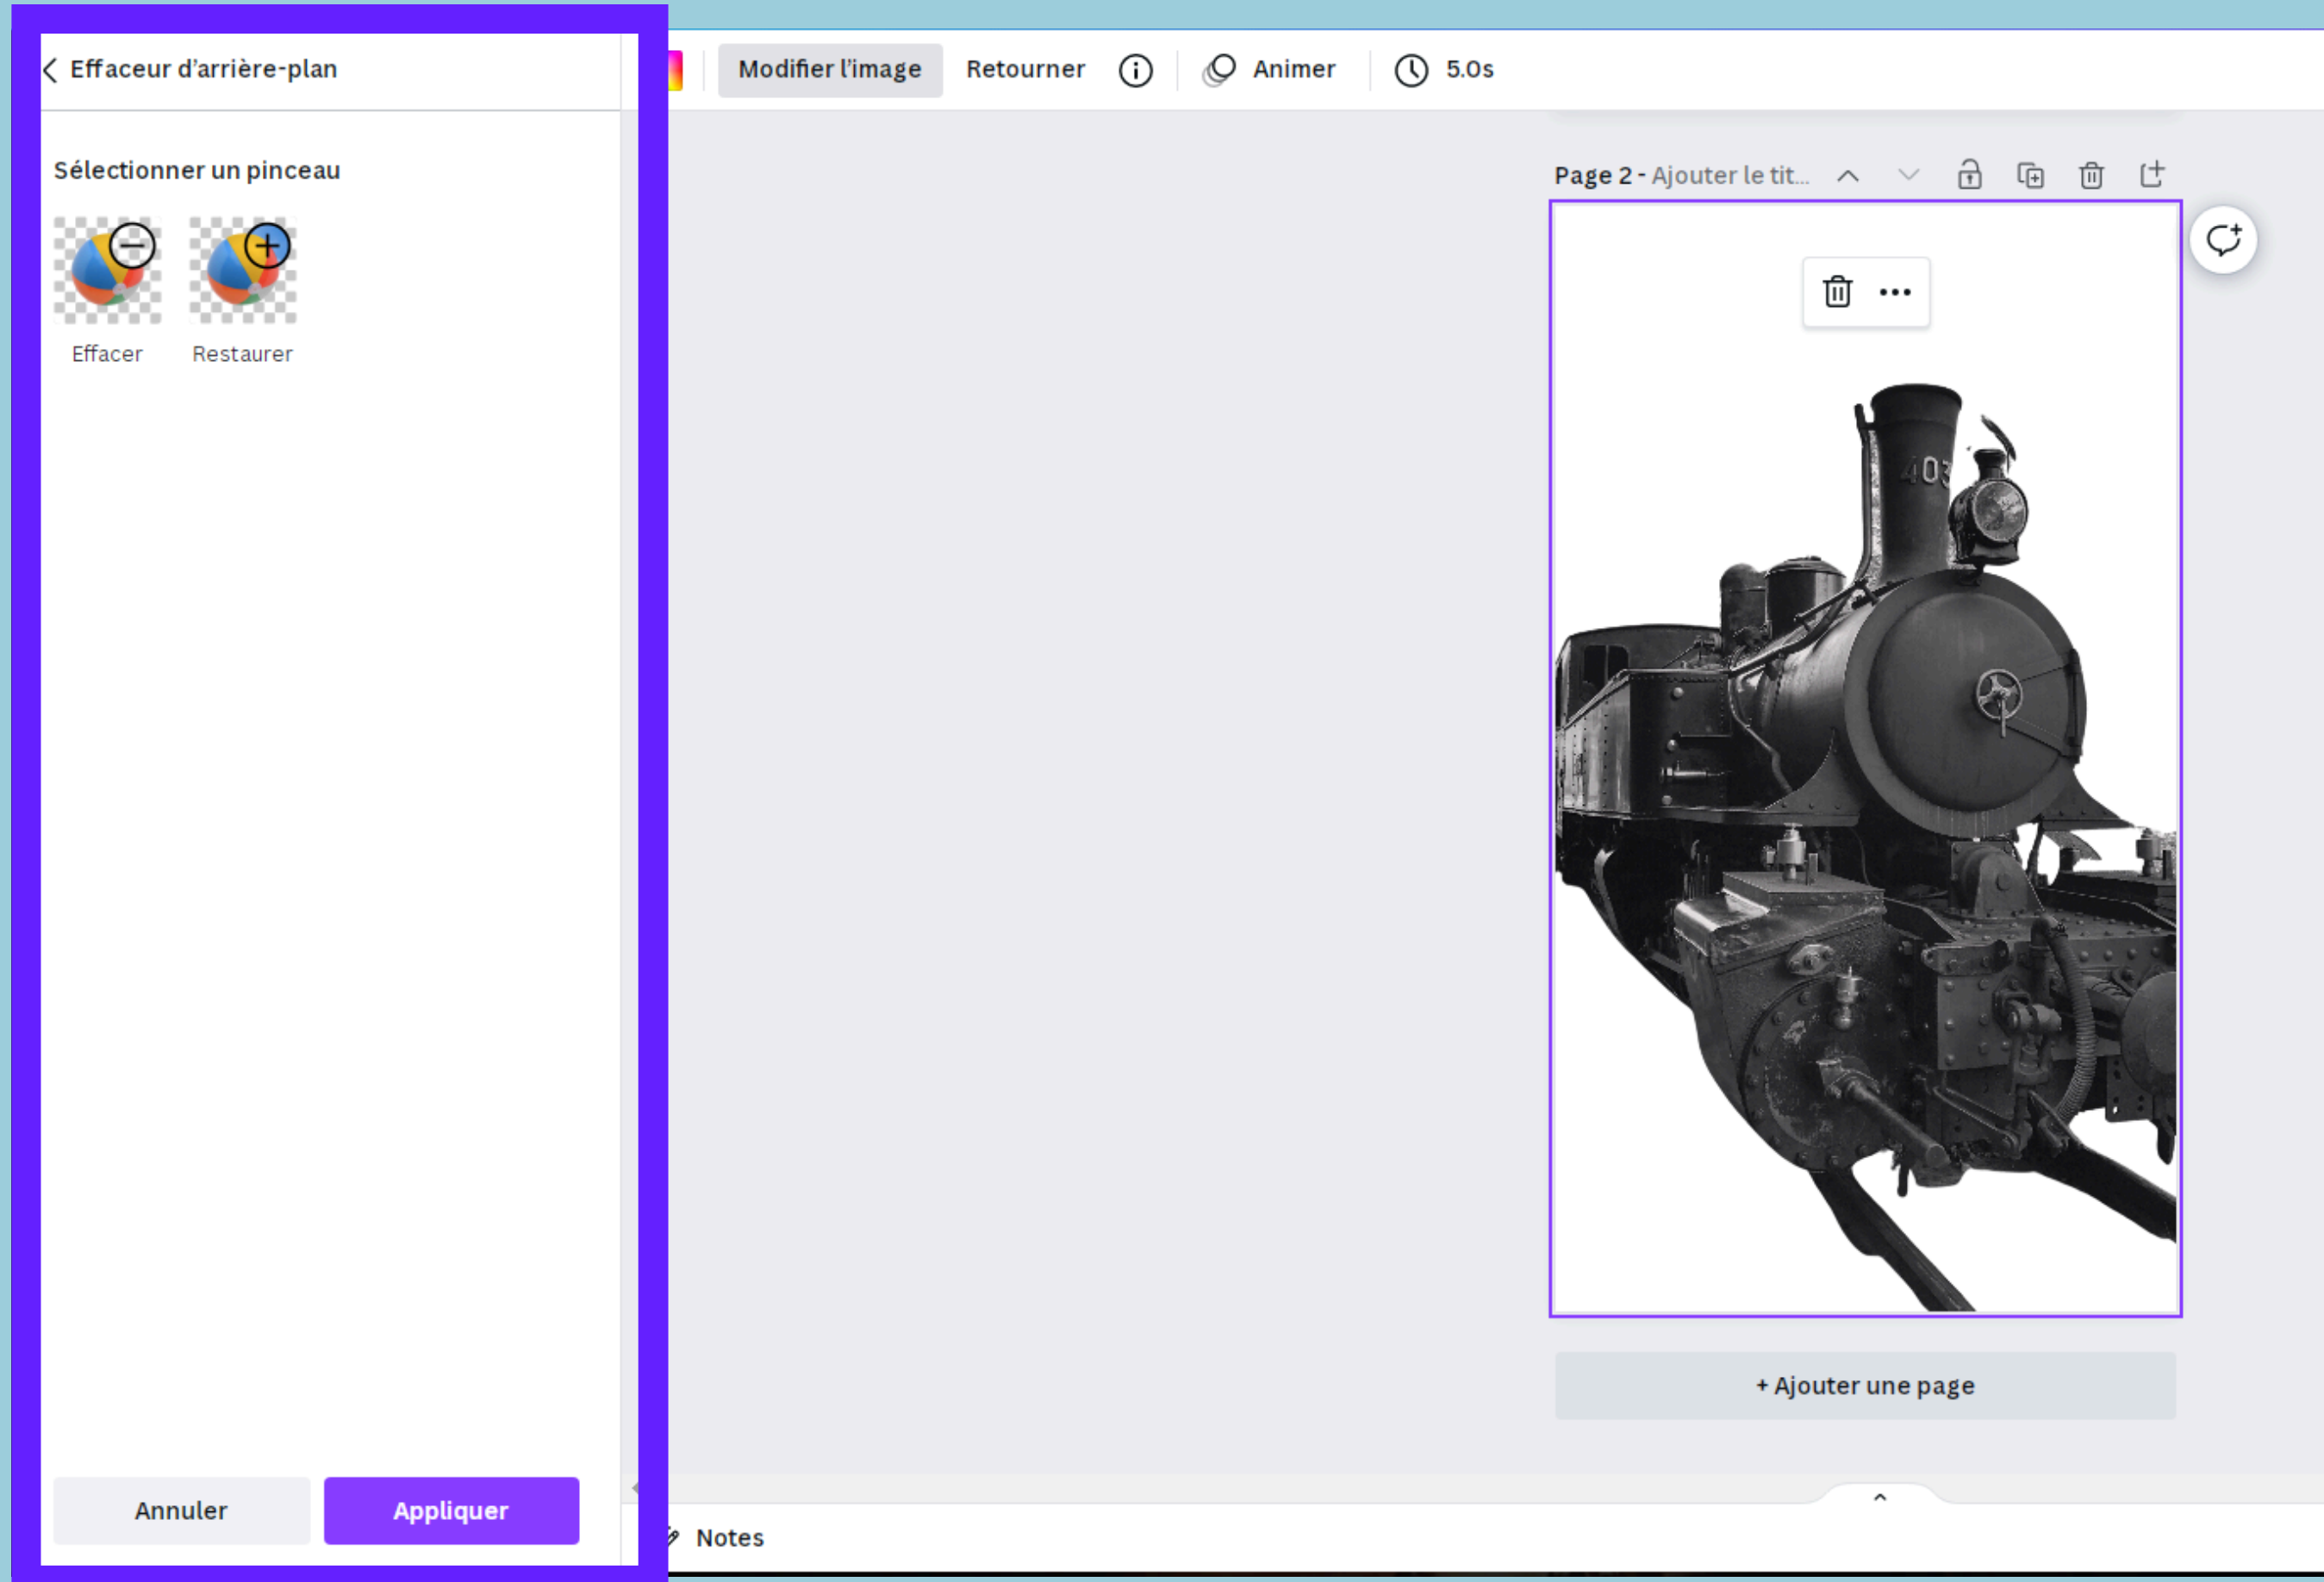 Effaceur d'arrière-plan
Modifier l'image
Retourner
Animer
5.0s
Sélectionner un pinceau
Effacer
Restaurer
Page 2 - Ajouter le tit...
403
+ Ajouter une page
Annuler
Appliquer
Notes